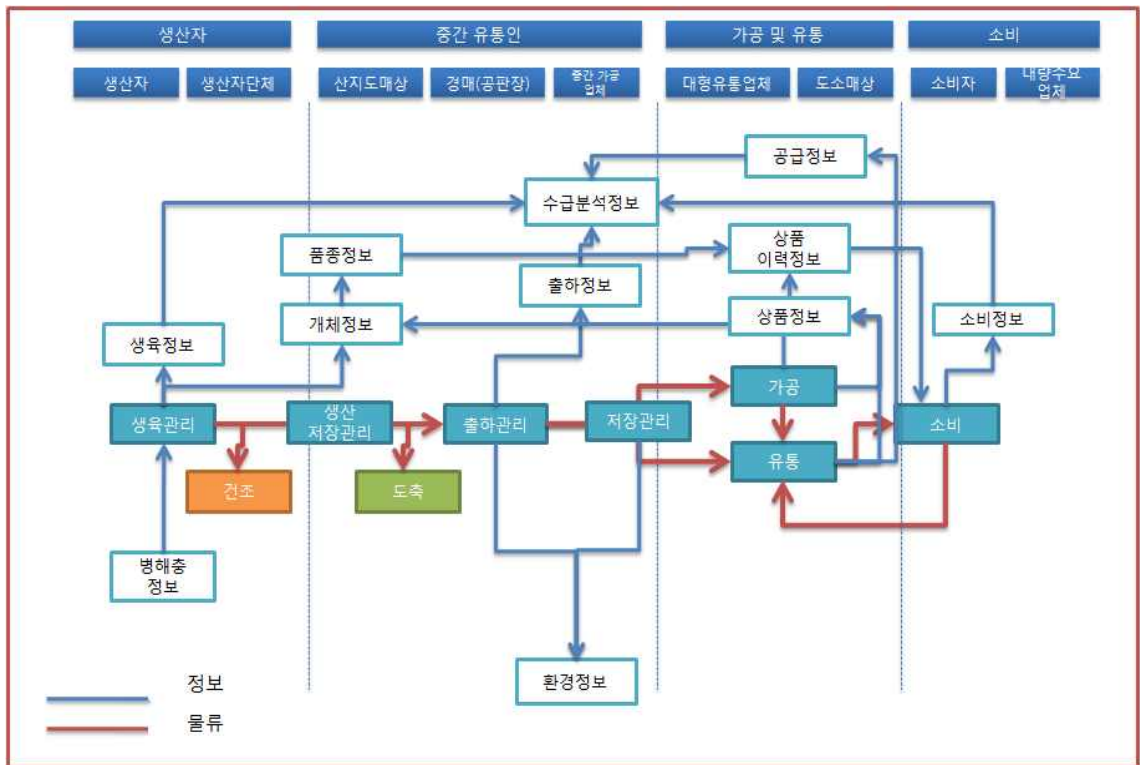 생산자
중간 유통인
가공 및 유통
소비
생산자
생산자단체
산지도매상
경매(공판장)
중간 가공
업체
대형유통업체
도소매상
소비자
대량수요
업체
공급정보
수급분석정보
품종정보
상품
이력정보
출하정보
개체정보
상품정보
소비정보
생육정보
가공
생육관리
생산
저장관리
출하관리
저장관리
소비
유통
건조
도축
병해충
정보
환경정보
정보
물류